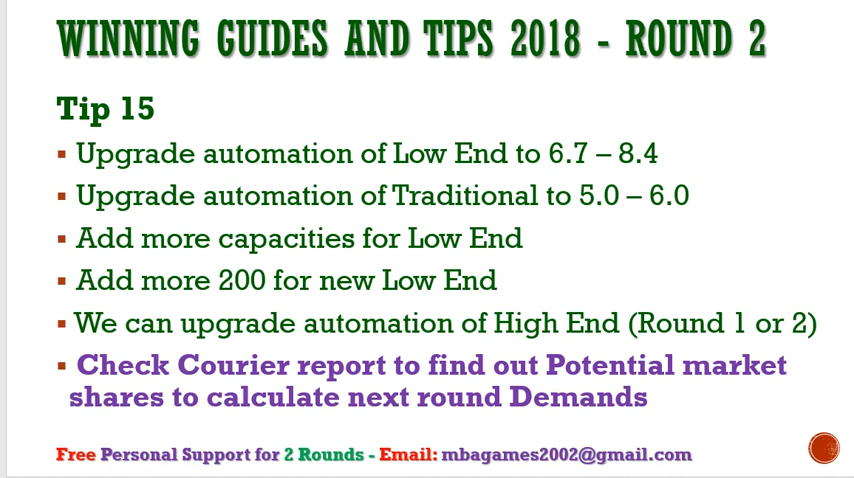 WINNING GUIDES AND TIPS 2018 - ROUND 2
Tip 15
▪ Upgrade automation of Low End to 6.7 – 8.4
▪ Upgrade automation of Traditional to 5.0 – 6.0
▪ Add more capacities for Low End
▪ Add more 200 for new Low End
▪ We can upgrade automation of High End (Round 1 or 2)
▪ Check Courier report to find out Potential market
shares to calculate next round Demands
Free Personal Support for 2 Rounds - Email: mbagames2002@gmail.com